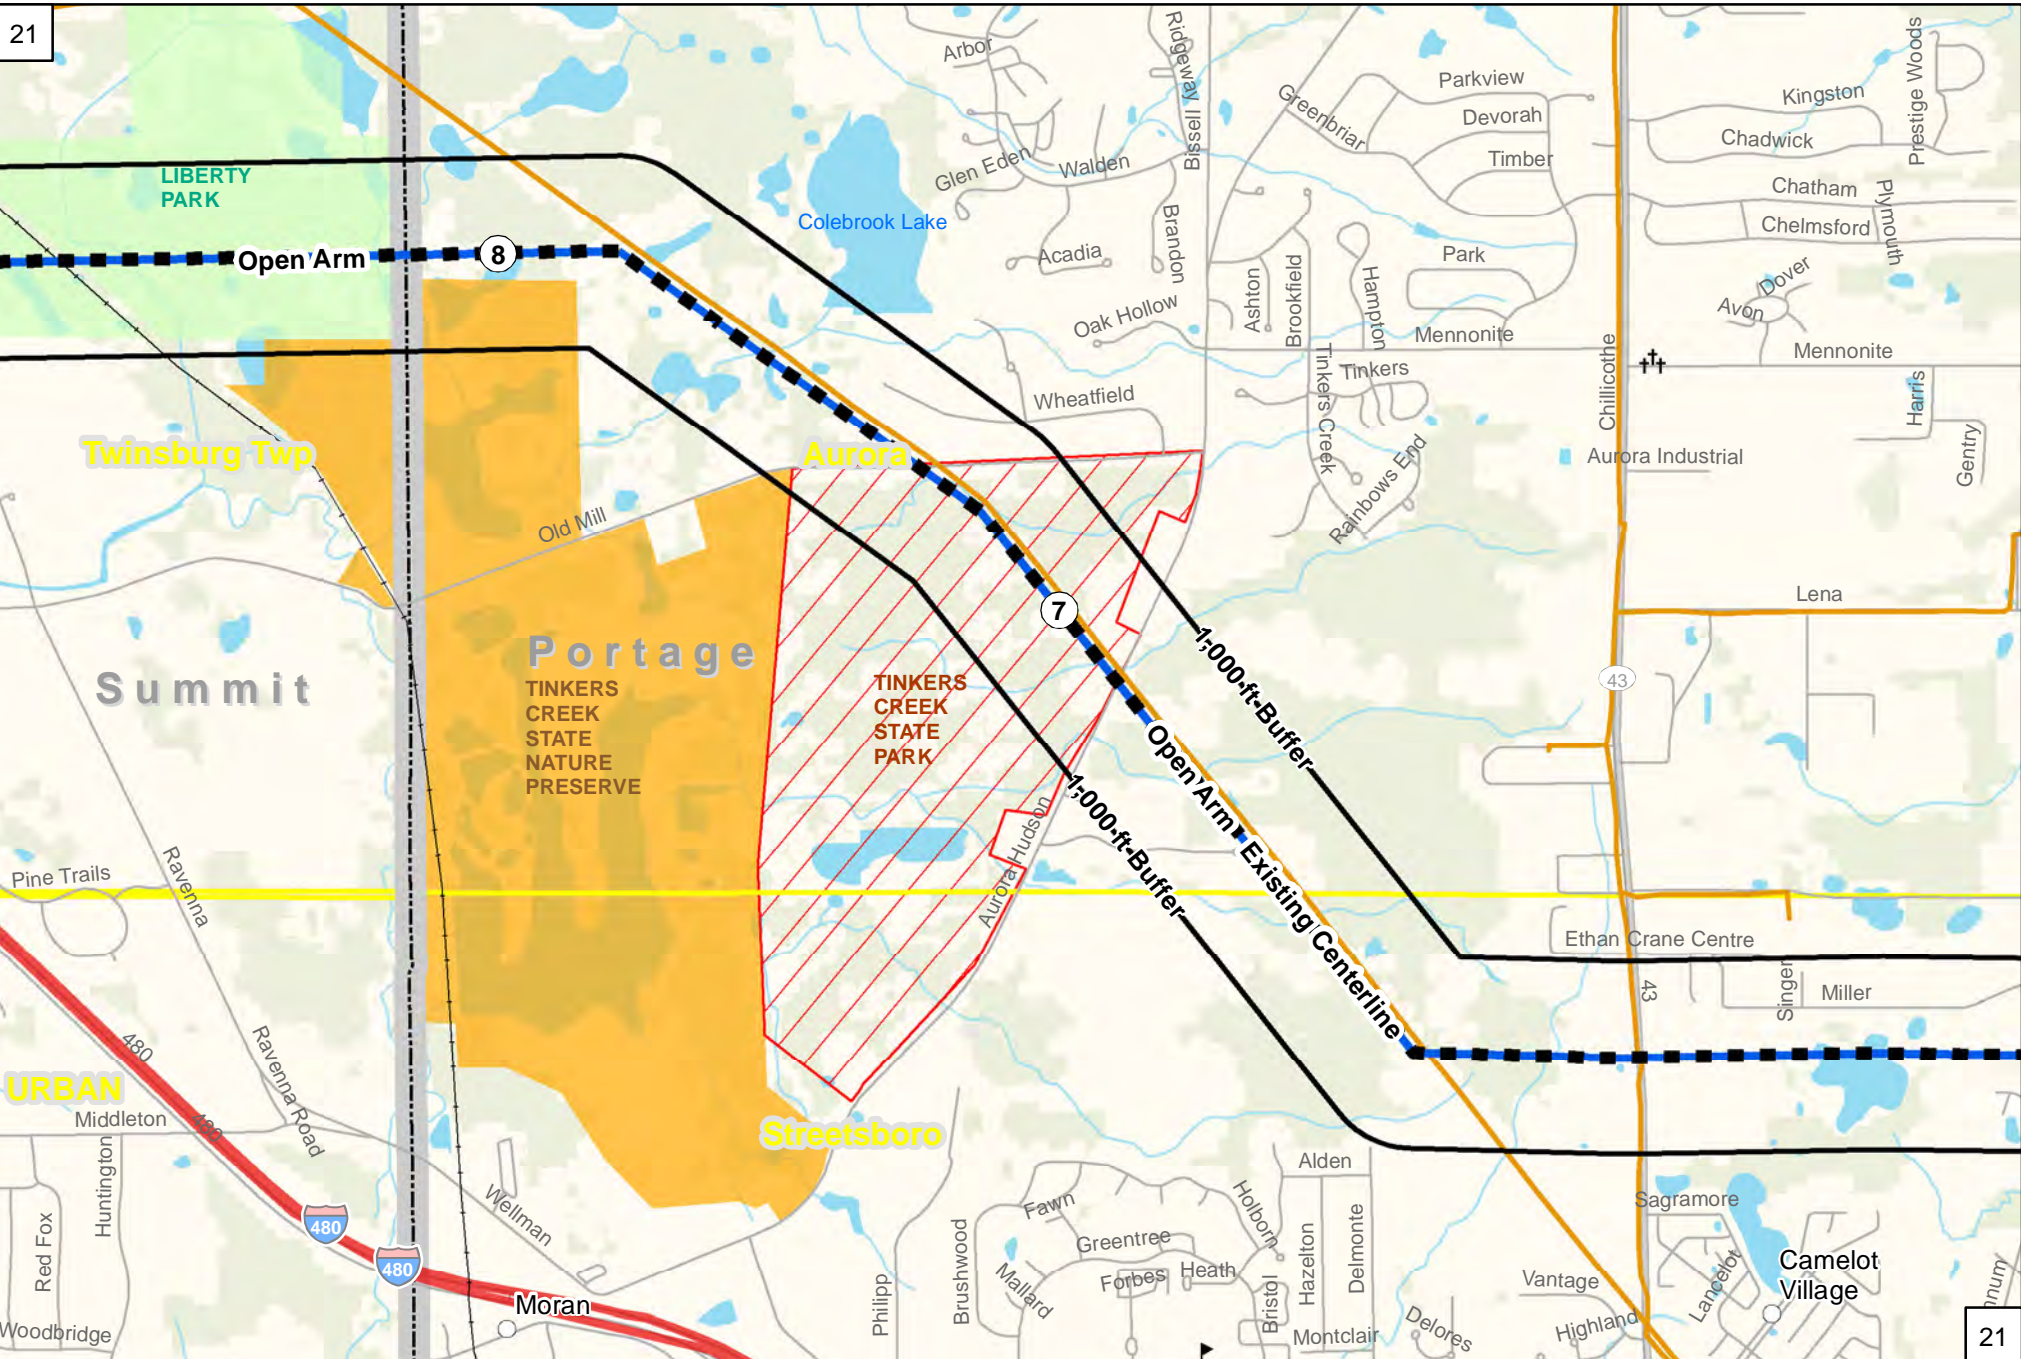 21
Arbor
Ridgeway
Bissell
Parkview
Devorah
Greenbriar
Timber
Kingston
Chadwick
Prestige Woods
Chatham
Plymouth
Chelmsford
LIBERTY
PARK
Glen Eden
Walden
Brandon
Colebrook Lake
Acadia
Open Arm
8
Oak Hollow
Ashton
Brookfield
Hampton
Park
Mennonite
Dover
Avon
Mennonite
Chillicothe
Tinkers Creek
Tinkers
Wheatfield
Harris
Gentry
Twinsburg Twp
Aurora
Aurora Industrial
Rainbows End
Old Mill
7
Lena
Portage
Summit
TINKERS
CREEK
STATE
NATURE
PRESERVE
TINKERS
CREEK
STATE
PARK
1,000-ft-Buffer
43
Open Arm Existing Centerline
1,000-ft-Buffer
Aurora Hudson
Pine Trails
Ravenna
Ethan Crane Centre
43
Singer
Miller
480
Ravenna Road
URBAN
Middleton
480
Streetsboro
Huntington
Red Fox
Wellman
480
480
Moran
Woodbridge
Philipp
Brushwood
Fawn
Greentree
Mallard
Forbes
Heath
Holborn
Alden
Hazelton
Delmonte
Bristol
Montclair
Delores
Sagramore
Vantage
Highland
Lancelot
Camelot
Village
21